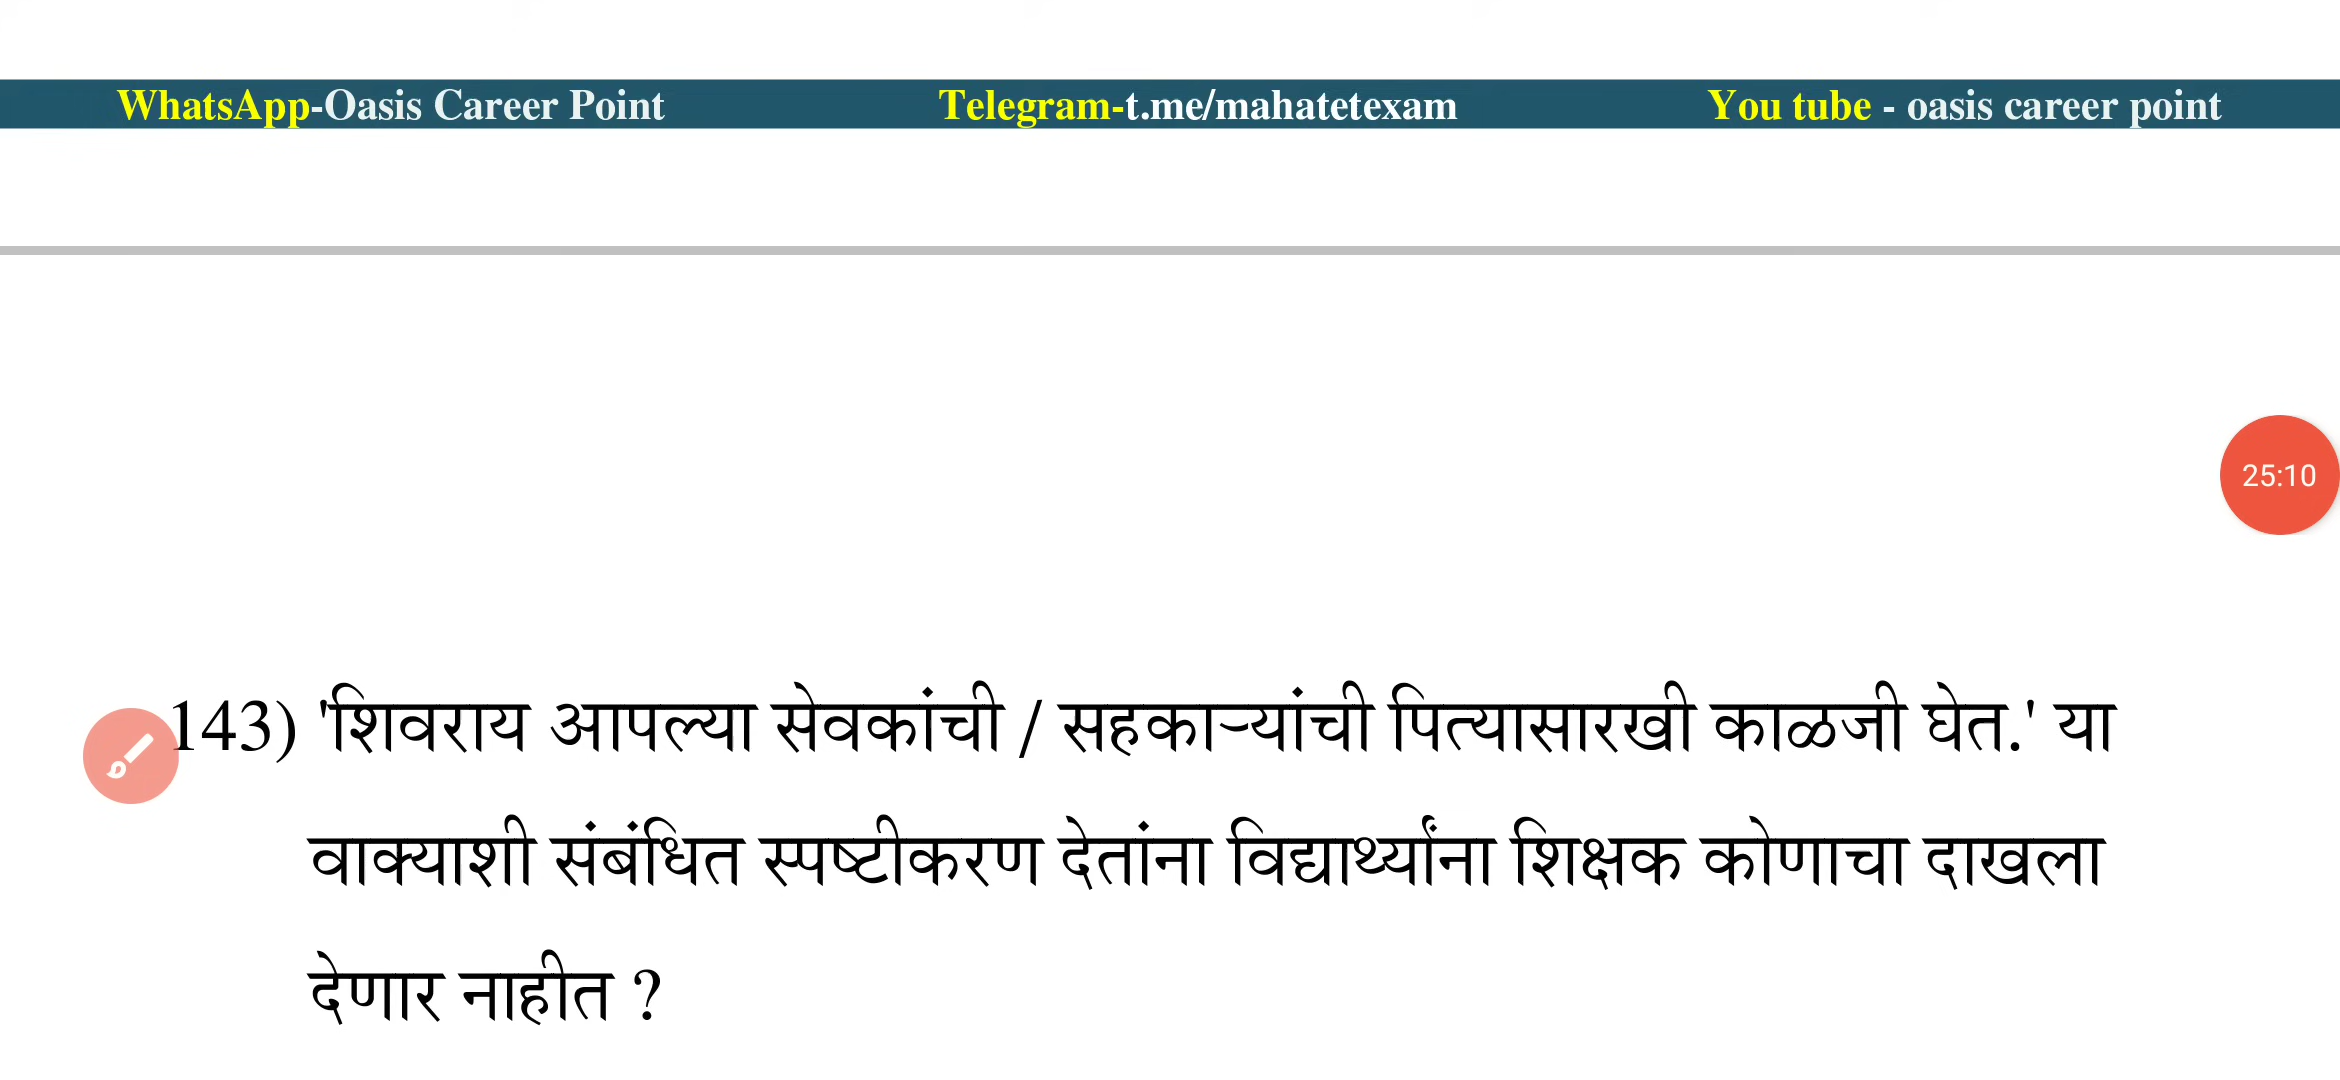 WhatsApp-Oasis Career Point Telegram-t.me/mahatetexam You tube - oasis career point
25:10
143) 'शिवराय आपल्या सेवकांची / सहकाऱ्यांची पित्यासारखी काळजी घेत.' या
वाक्याशी संबंधित स्पष्टीकरण देतांना विद्यार्थ्यांना शिक्षक कोणाचा दाखला
देणार नाहीत ?